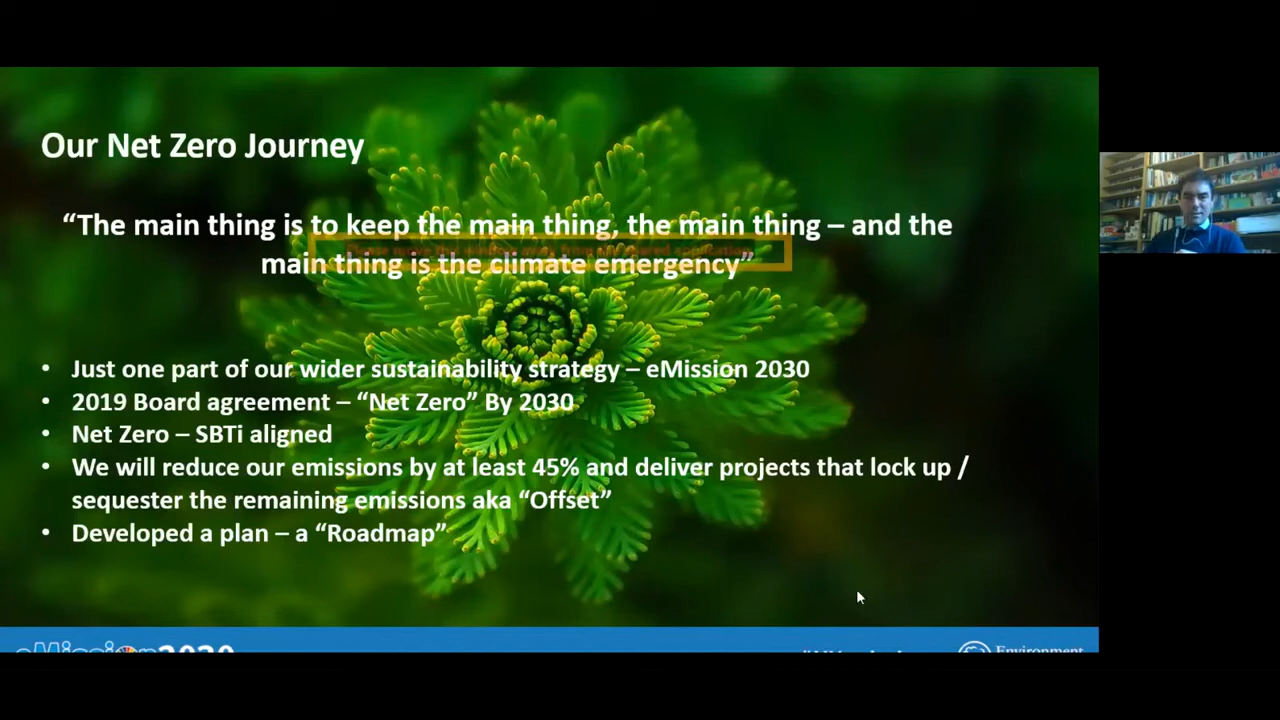 Our Net Zero Journey
“The main thing is to keep the main thing, the main thing – and the
main thing is the climate emergency”
• Just one part of our wider sustainability strategy – eMission 2030
• 2019 Board agreement – “Net Zero” By 2030
• Net Zero – SBTi aligned
• We will reduce our emissions by at least 45% and deliver projects that lock up /
sequester the remaining emissions aka “Offset”
• Developed a plan – a “Roadmap”
eMission2030
Environment